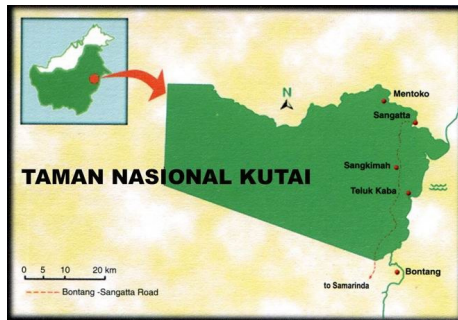 N
Mentoko
Sangatta
Sangkimah
TAMAN NASIONAL KUTAI
Teluk Kaba
Bontang
to Samarinda
0 5 10 20 km
Bontang -Sangatta Road